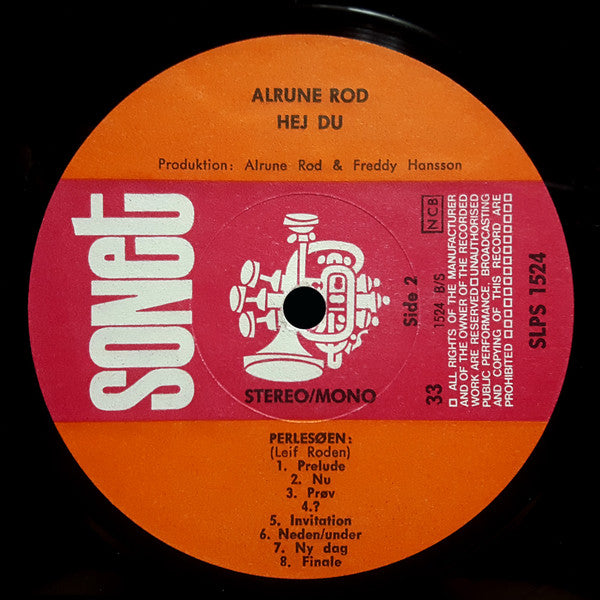 ALRUNE ROD
HEJ DU
Produktion: Alrune Rod & Freddy Hansson
sonet
STEREO/MONO
NCB
Side 2
1524 B/S
33
□ ALL RIGHTS OF THE MANUFACTURER
AND OF THE OWNER OF THE RECORDED
WORK ARE RESERVED □ UNAUTHORISED
PUBLIC PERFORMANCE, BROADCASTING
AND COPYING OF THIS RECORD ARE
PROHIBITED □□□□□□□□□□□□□□
SLPS 1524
PERLESØEN:
(Leif Roden)
1. Prelude
2. Nu
3. Prøv
4.?
5. Invitation
6. Neden/under
7. Ny dag
8. Finale